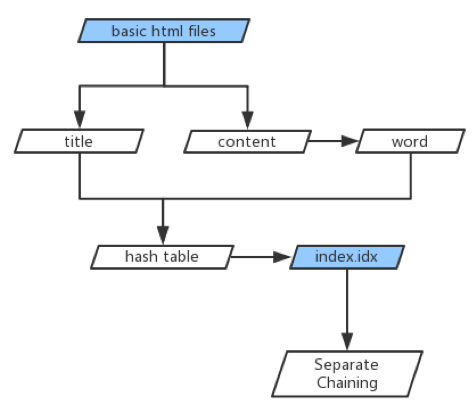 basic html files
title
content
word
hash table
index.idx
Separate
Chaining